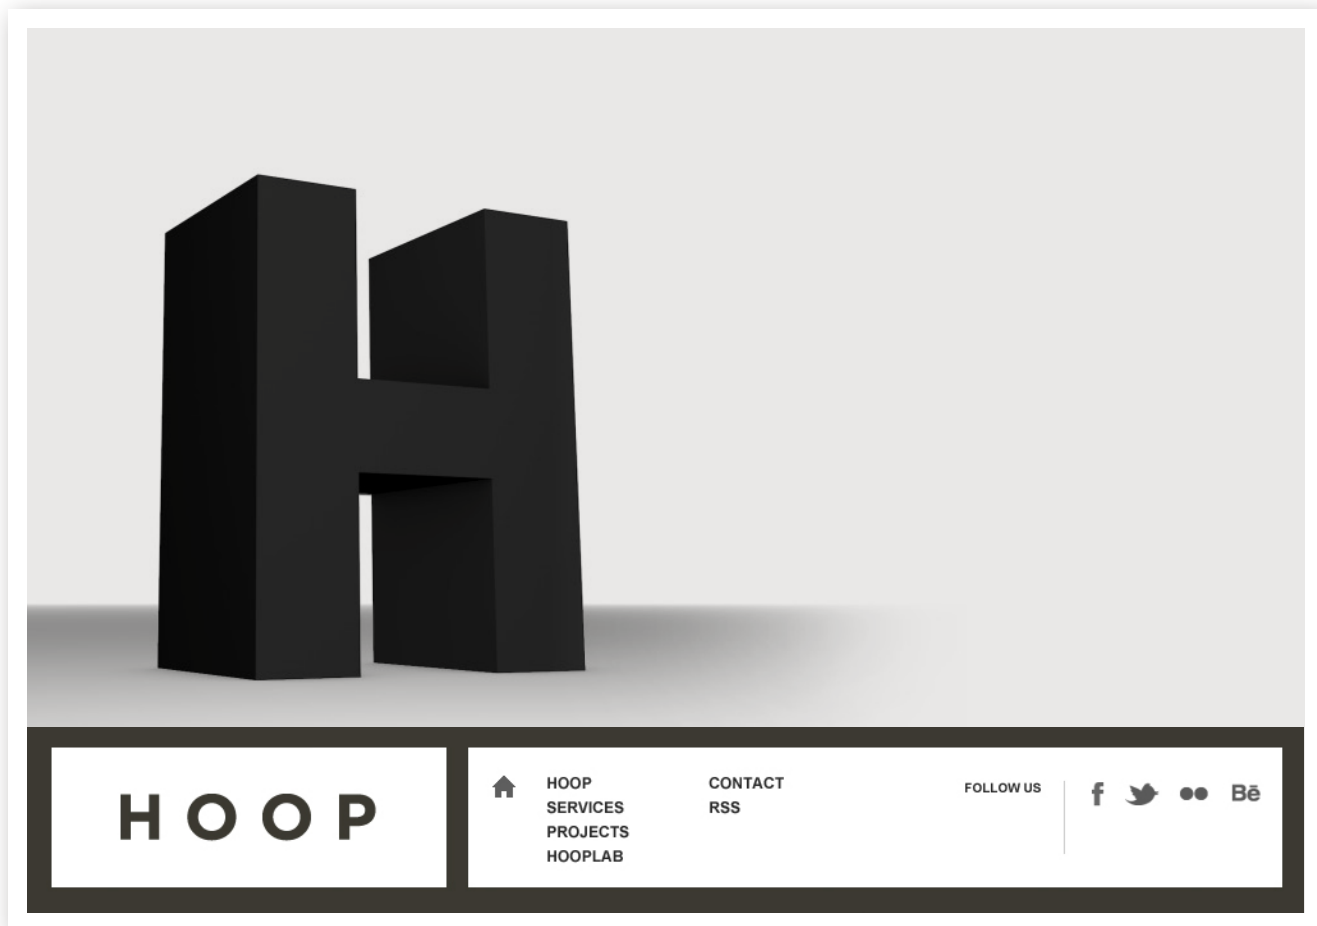 H
HOOP
HOOP
SERVICES
PROJECTS
HOOPLAB
CONTACT
RSS
FOLLOW US
f
Bē